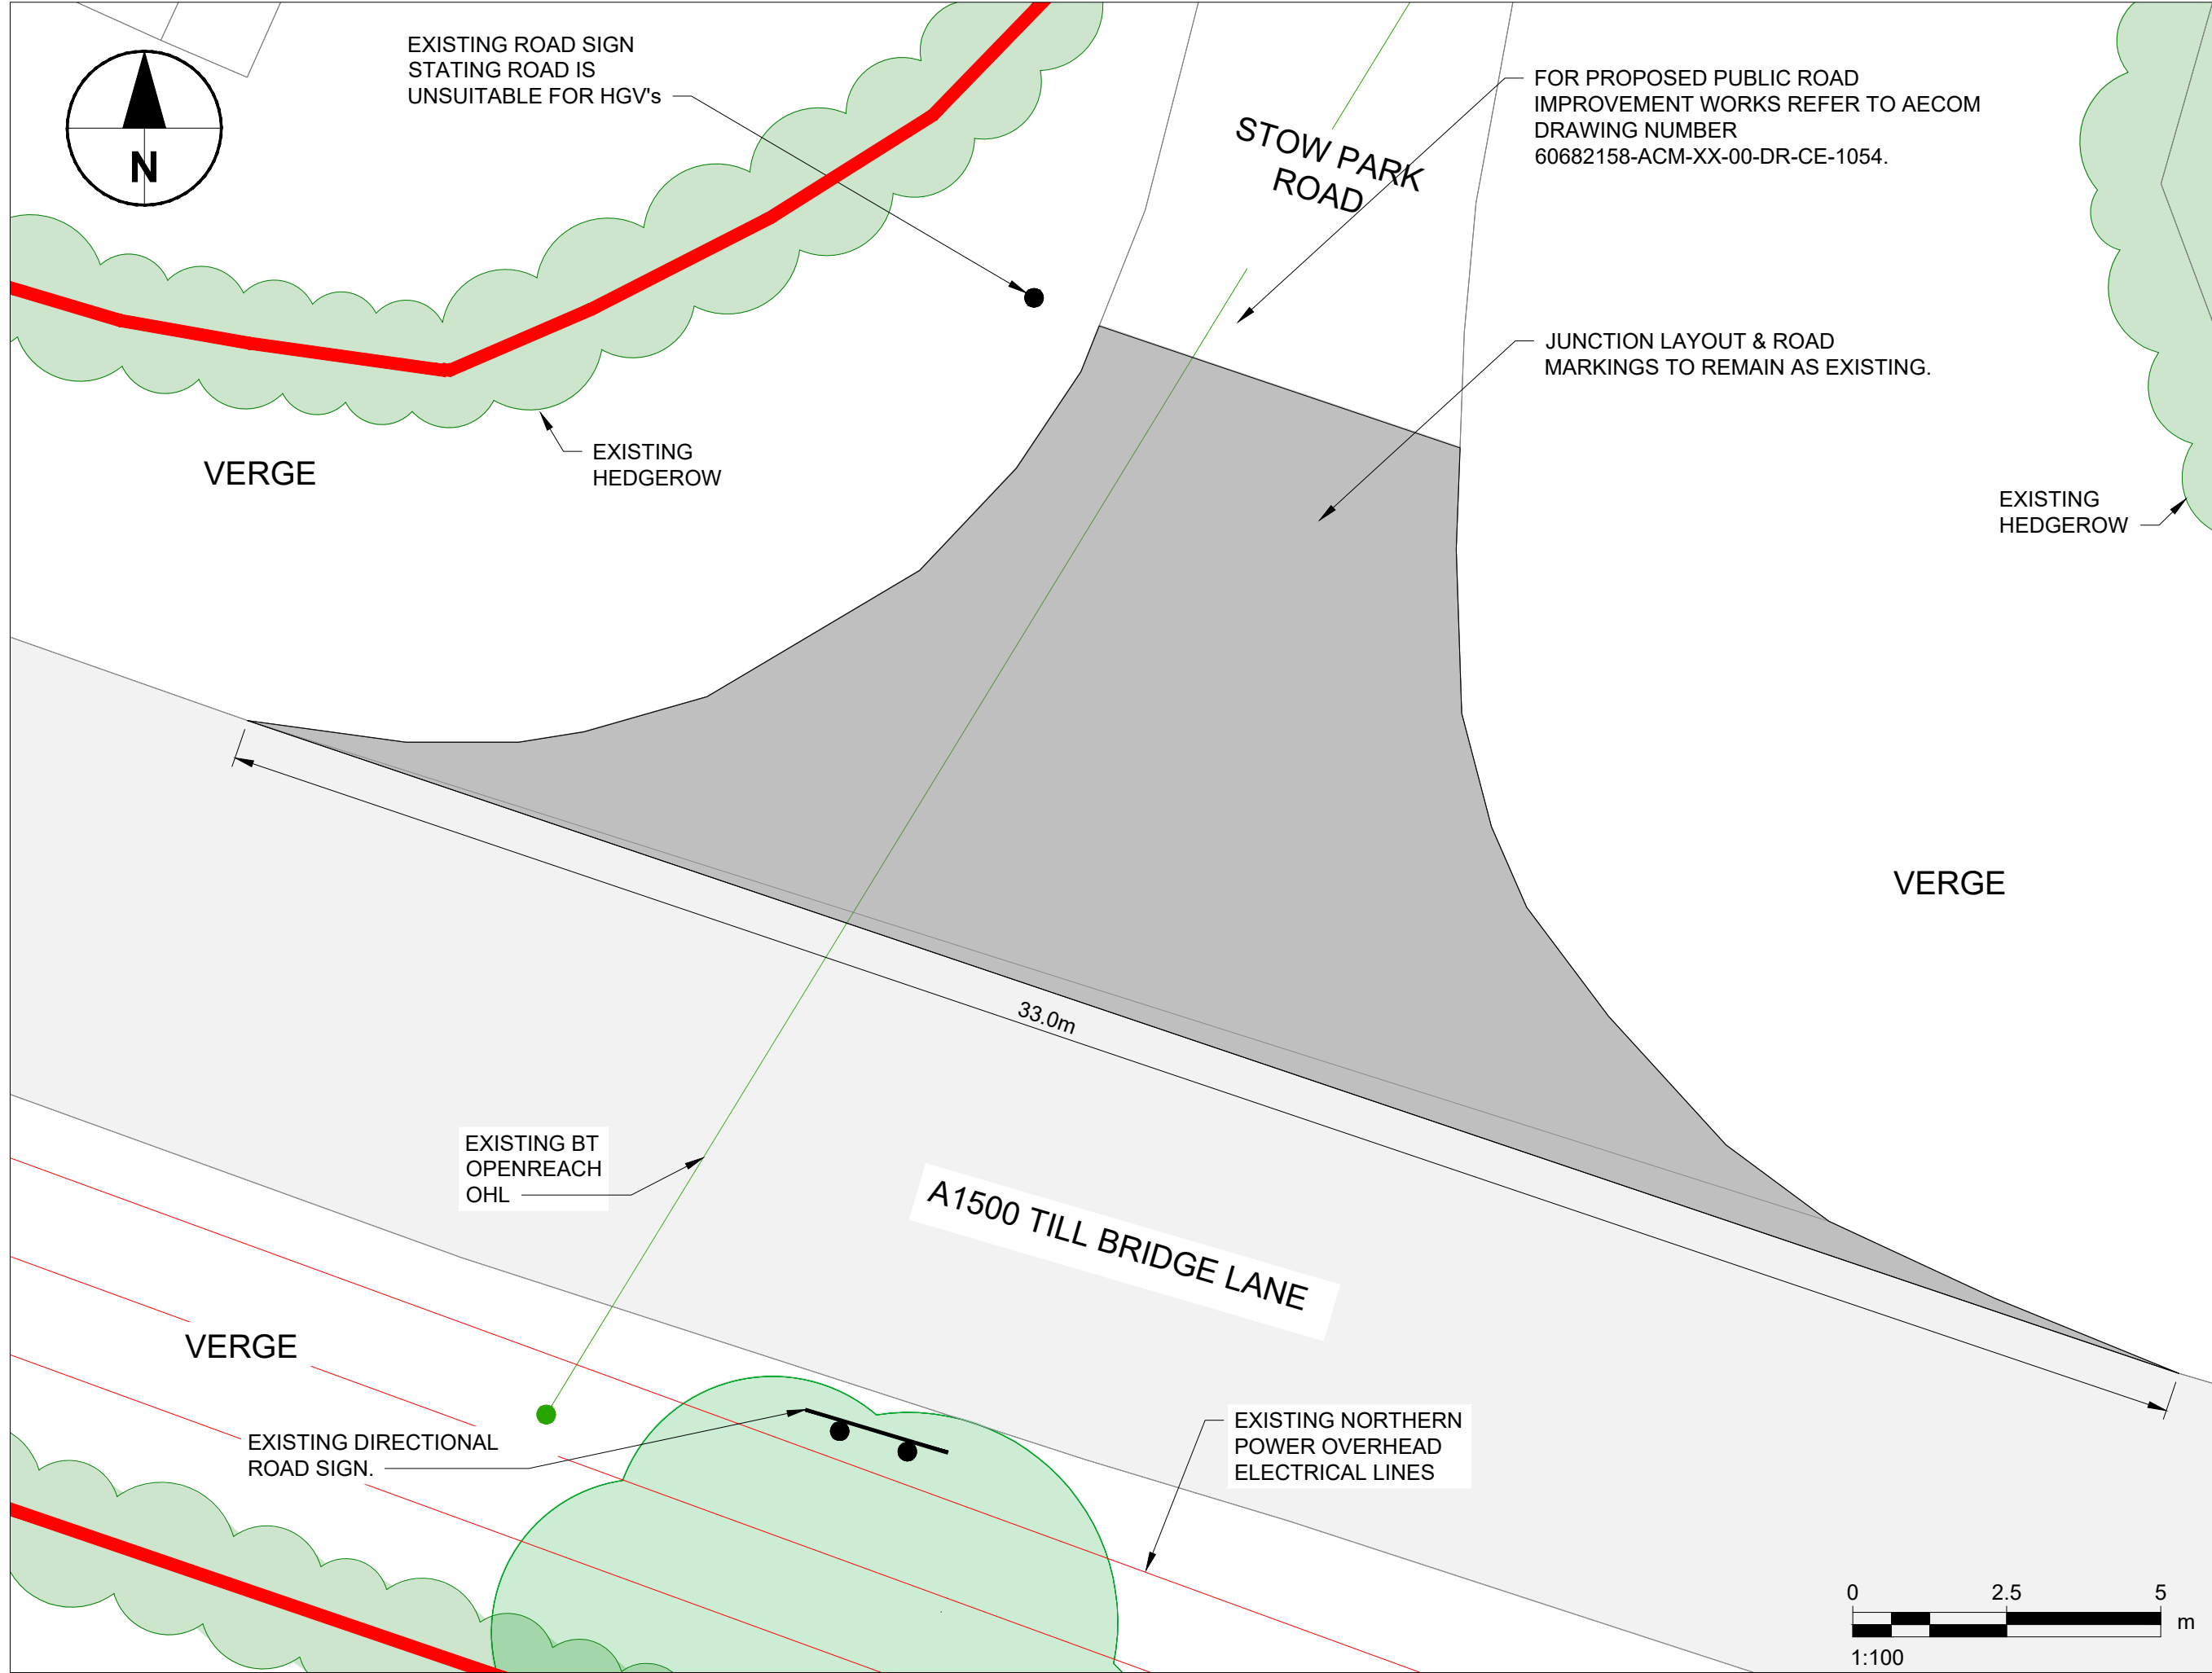 EXISTING ROAD SIGN
STATING ROAD IS
UNSUITABLE FOR HGV's
N
STOW PARK
ROAD
FOR PROPOSED PUBLIC ROAD
IMPROVEMENT WORKS REFER TO AECOM
DRAWING NUMBER
60682158-ACM-XX-00-DR-CE-1054.
JUNCTION LAYOUT & ROAD
MARKINGS TO REMAIN AS EXISTING.
EXISTING
HEDGEROW
VERGE
EXISTING
HEDGEROW
VERGE
33.0m
EXISTING BT
OPENREACH
OHL
A1500 TILL BRIDGE LANE
VERGE
EXISTING DIRECTIONAL
ROAD SIGN.
EXISTING NORTHERN
POWER OVERHEAD
ELECTRICAL LINES
0 2.5 5
m
1:100